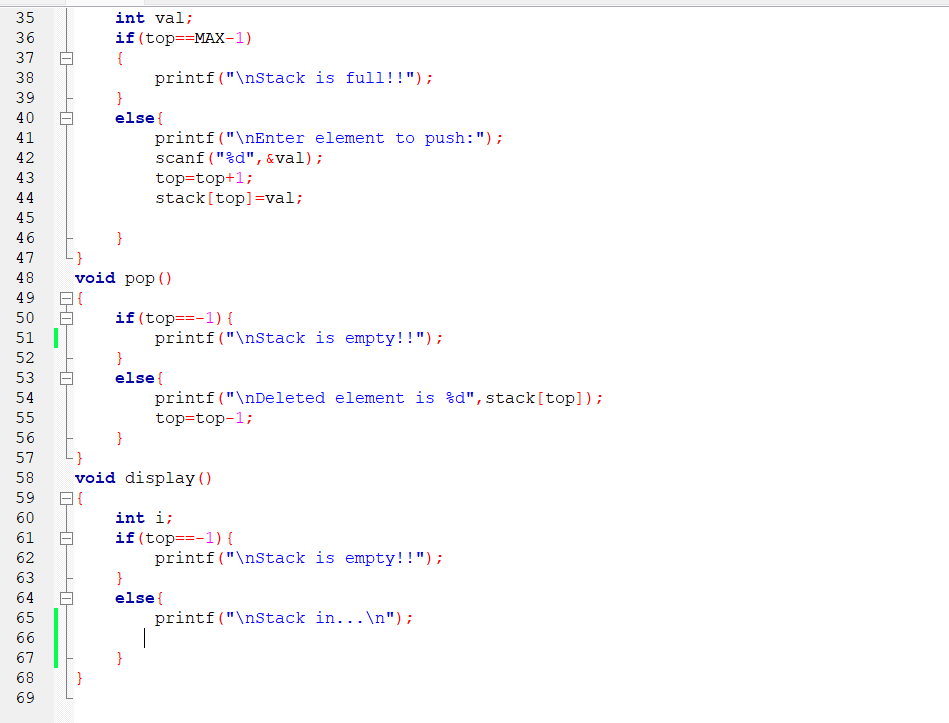 35 int val;
36 if(top==MAX-1)
37 {
38 printf("\nStack is full!!");
39 }
40 else{
41 printf("\nEnter element to push:");
42 scanf("%d",&val);
43 top=top+1;
44 stack[top]=val;
45
46 }
47 }
48 void pop()
49 {
50 if(top==-1){
51 printf("\nStack is empty!!");
52 }
53 else{
54 printf("\nDeleted element is %d",stack[top]);
55 top=top-1;
56 }
57 }
58 void display()
59 {
60 int i;
61 if(top==-1){
62 printf("\nStack is empty!!");
63 }
64 else{
65 printf("\nStack in...\n");
66
67 }
68 }
69